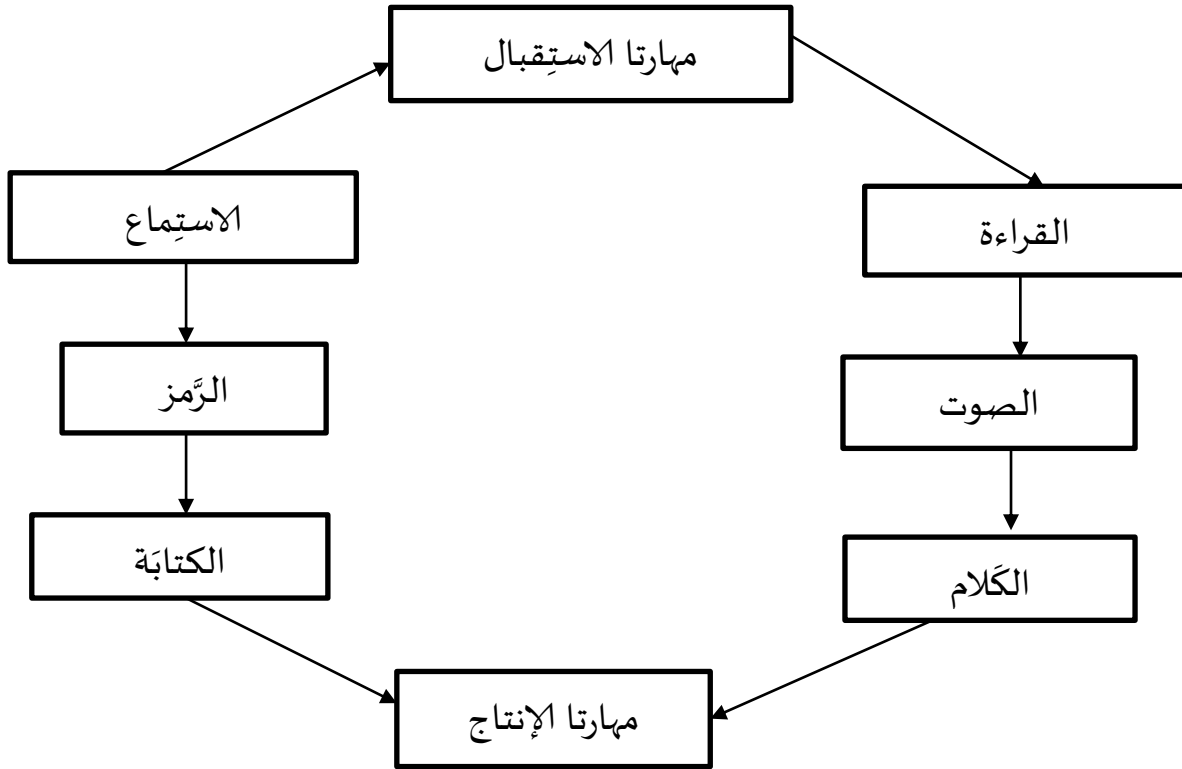 مهارتا الاستِقبال
القراءة
الاستِماع
الصوت
الرَّمز
الكَلام
الكتابَة
مهارتا الإنتاج